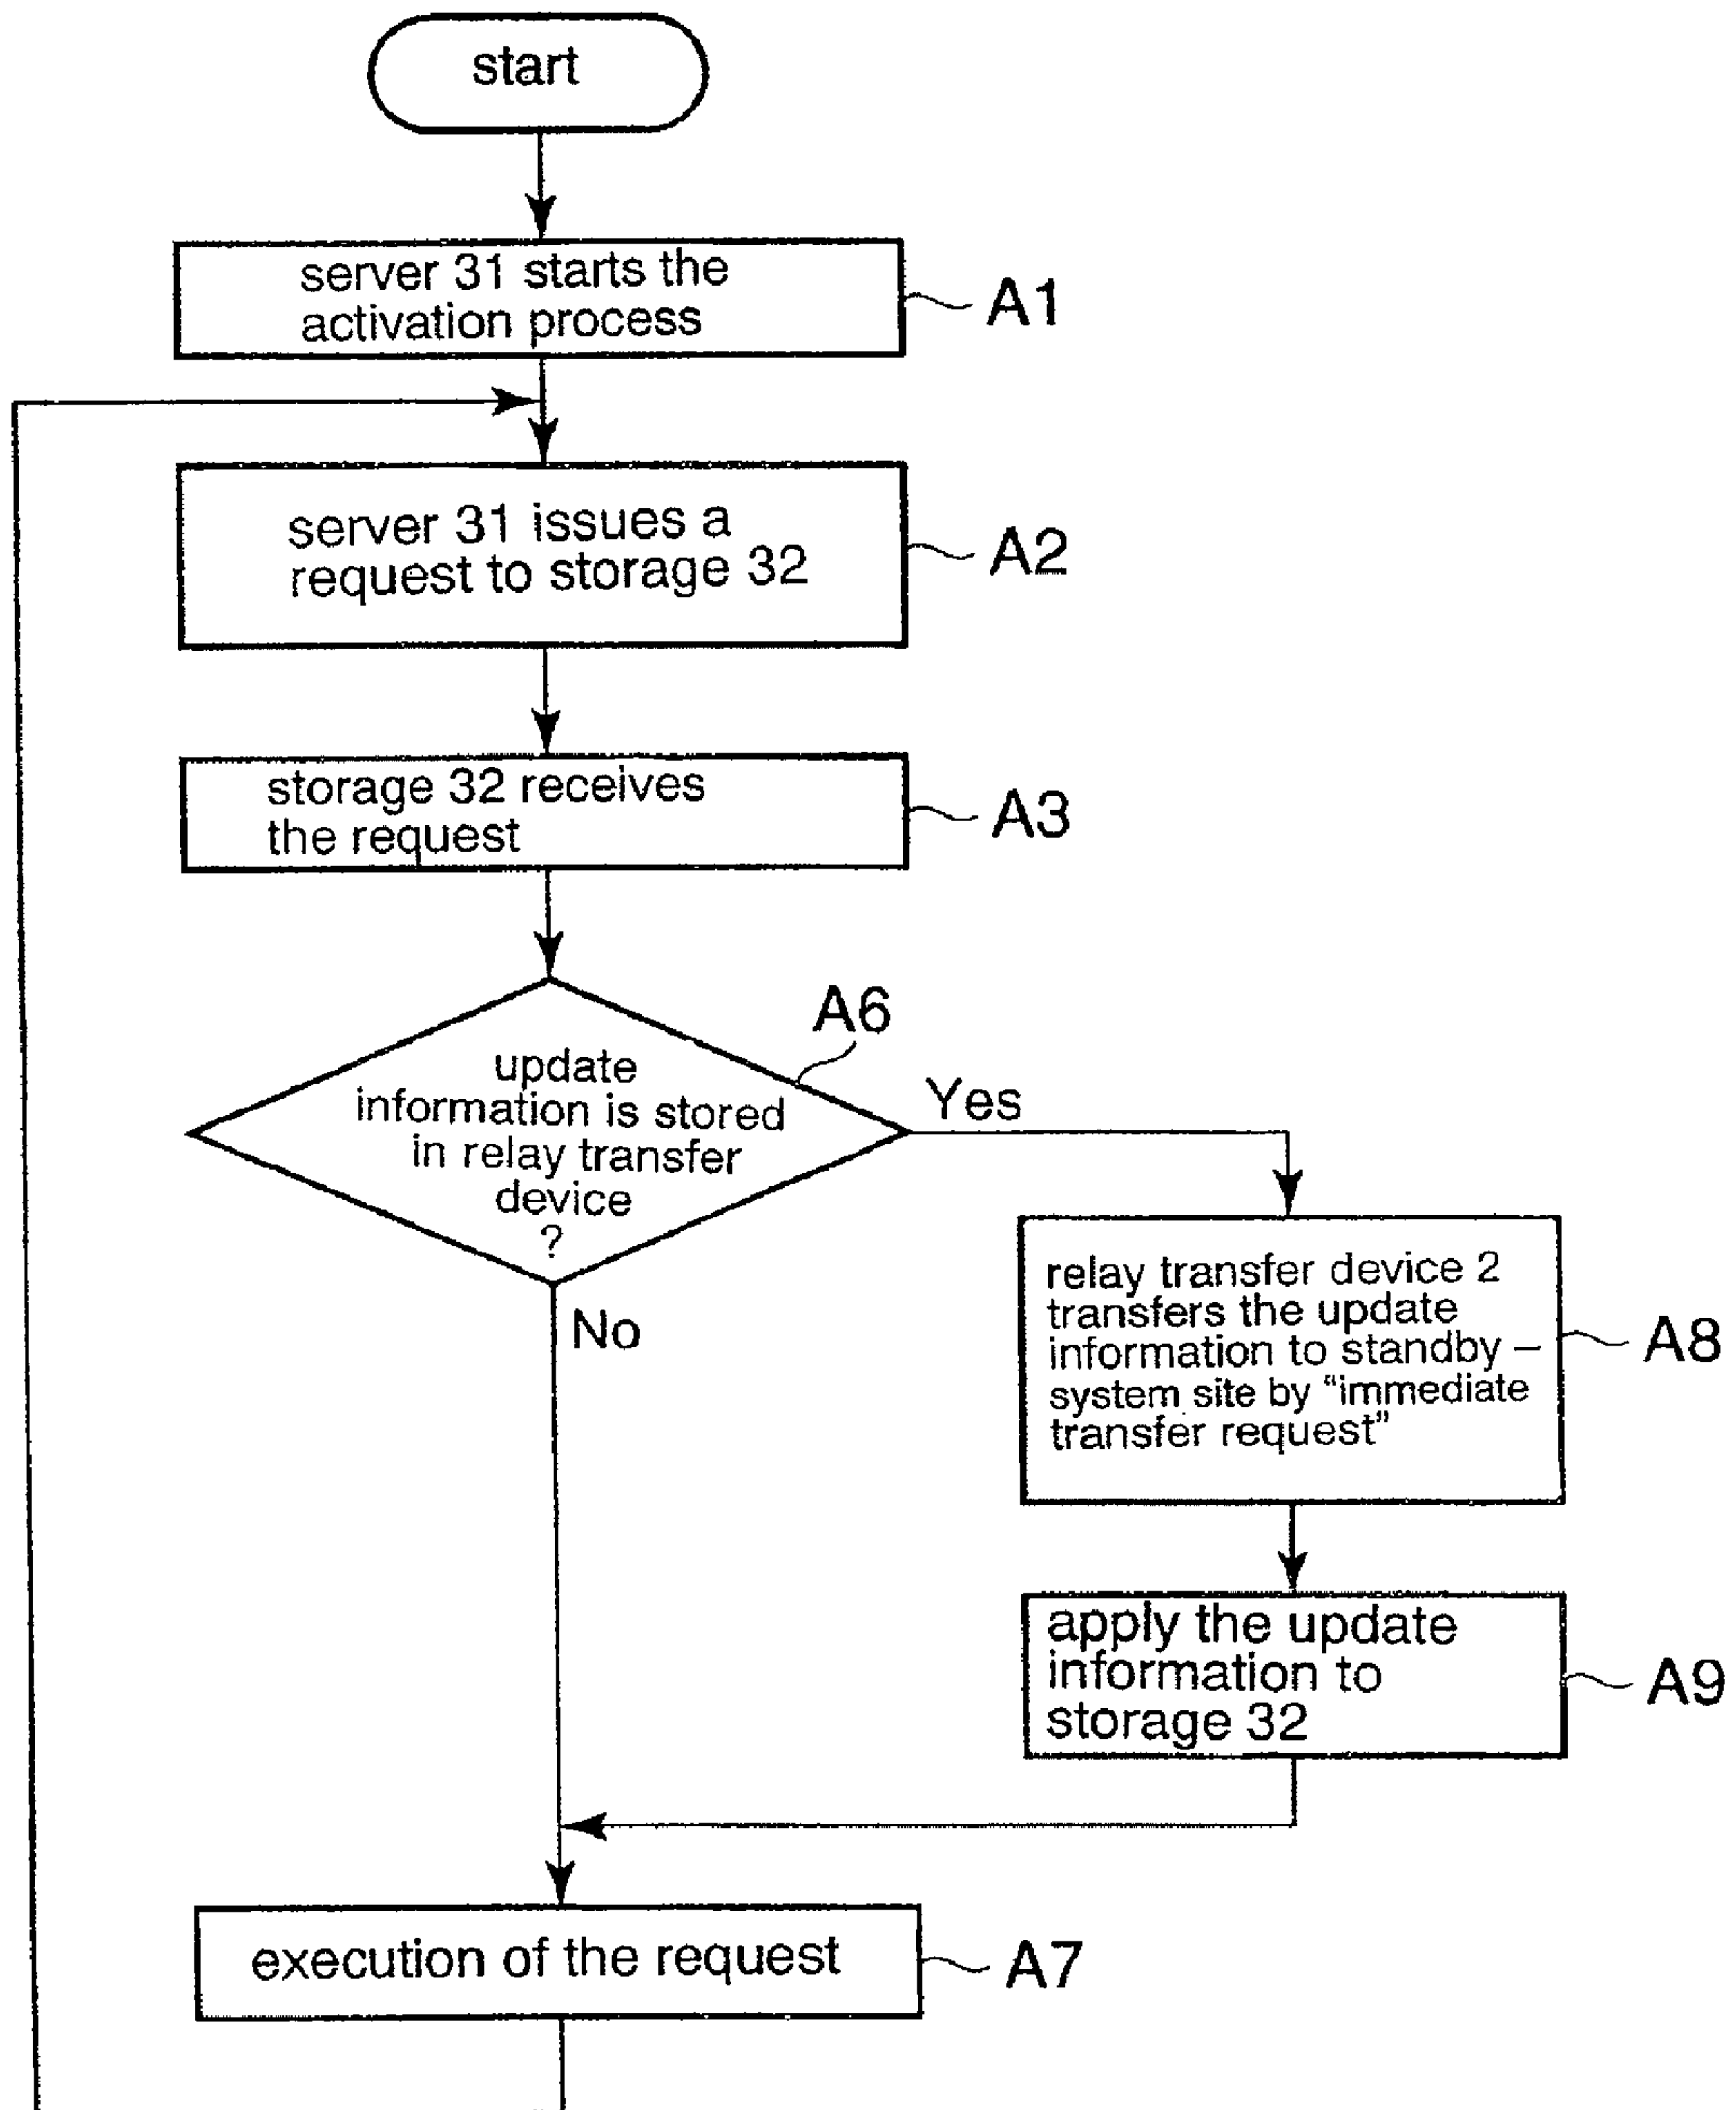 start
server 31 starts the
activation process
A1
server 31 issues a
request to storage 32
A2
storage 32 receives
the request
A3
A6
update
information is stored
in relay transfer
device
?
Yes
No
relay transfer device 2
transfers the update
information to standby –
system site by “immediate
transfer request”
A8
apply the update
information to
storage 32
A9
execution of the request
A7